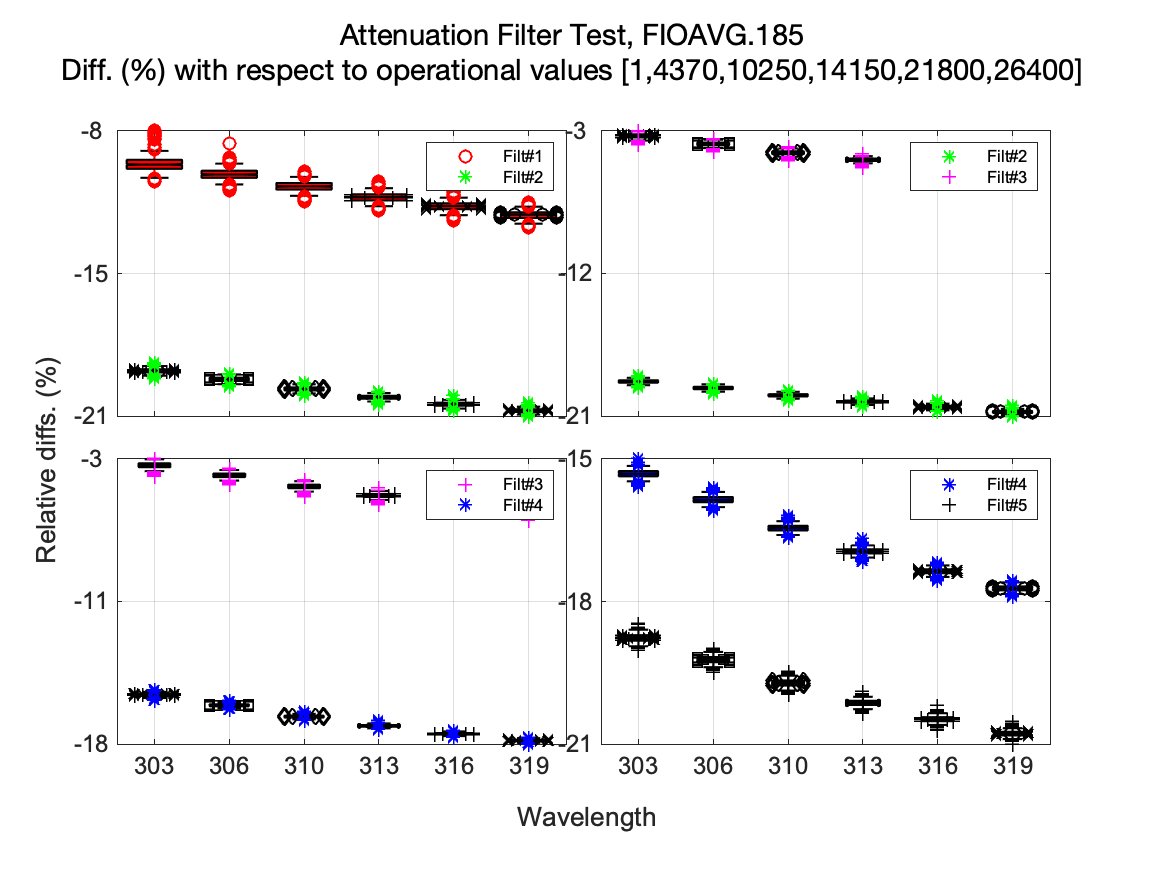 Attenuation Filter Test, FIOAVG.185
Diff. (%) with respect to operational values [1,4370,10250,14150,21800,26400]
-8
-15
-21
Filt#1
Filt#2
-3
-12
-21
Filt#2
Filt#3
Relative diffs. (%)
-3
-11
-18
Filt#3
Filt#4
303 306 310 313 316 319
-15
-18
-21
Filt#4
Filt#5
303 306 310 313 316 319
Wavelength